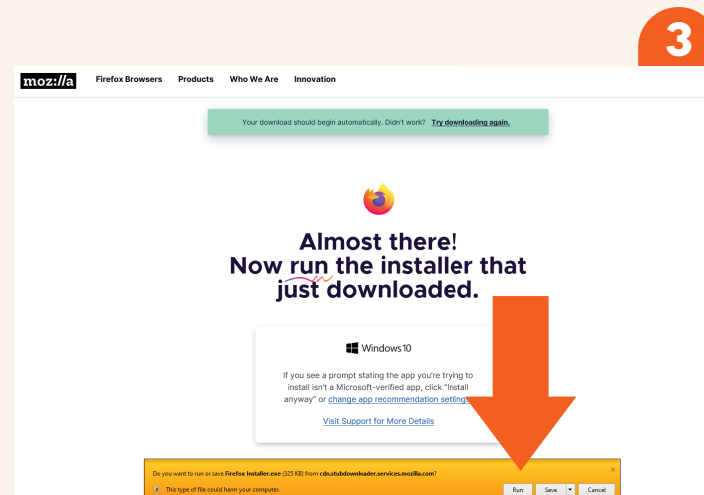 3
moz://a Firefox Browsers Products Who We Are Innovation
Your download should begin automatically. Didn't work? Try downloading again.
Almost there!
Now run the installer that
just downloaded.
Windows 10
If you see a prompt stating the app you're trying to
install isn't a Microsoft-verified app, click "Install
anyway" or change app recommendation settings
Visit Support for More Details
Do you want to run or save Firefox Installer.exe (325 KB) from cdn.stubdownloader.services.mozilla.com?
This type of file could harm your computer.
Run Save Cancel